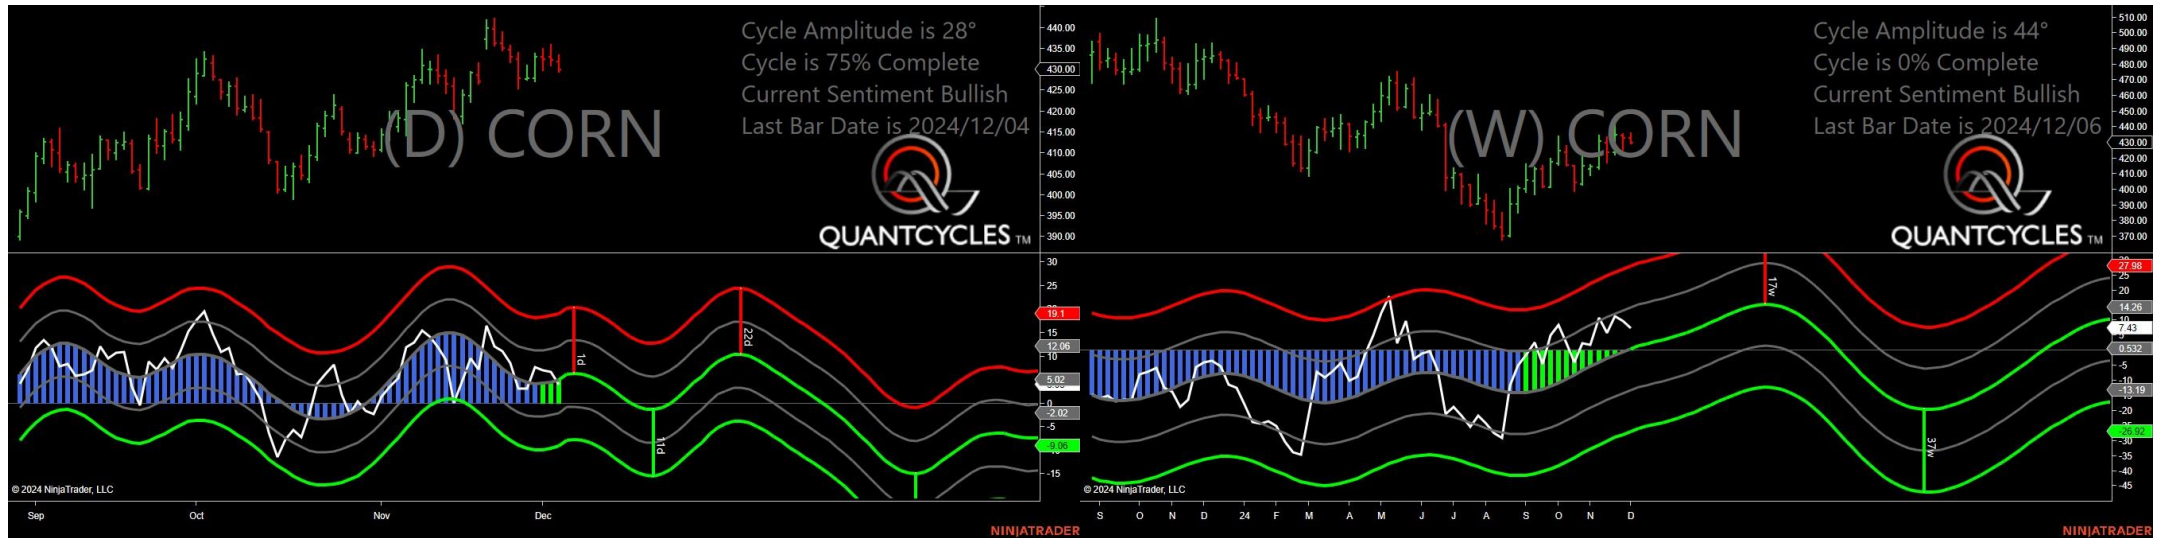 Cycle Amplitude is 28°
Cycle is 75% Complete
Current Sentiment Bullish
Last Bar Date is 2024/12/04
(D) CORN
QUANTCYCLES TM
440.00
435.00
430.00
425.00
420.00
415.00
410.00
405.00
400.00
395.00
390.00
30
25
19.1
15
12.06
10
5.02
0
-2.02
-5
-9.06
-15
1d
11d
22d
© 2024 NinjaTrader, LLC
Sep Oct Nov Dec
NINJATRADER
Cycle Amplitude is 44°
Cycle is 0% Complete
Current Sentiment Bullish
Last Bar Date is 2024/12/06
(W) CORN
QUANTCYCLES TM
510.00
500.00
490.00
480.00
470.00
460.00
450.00
440.00
430.00
420.00
410.00
400.00
390.00
380.00
370.00
27.98
25
20
14.26
10
7.43
0.532
-5
-10
-13.19
-20
-26.92
-30
-35
-40
-45
17w
37w
© 2024 NinjaTrader, LLC
S O N D 24 F M A M J J A S O N D
NINJATRADER